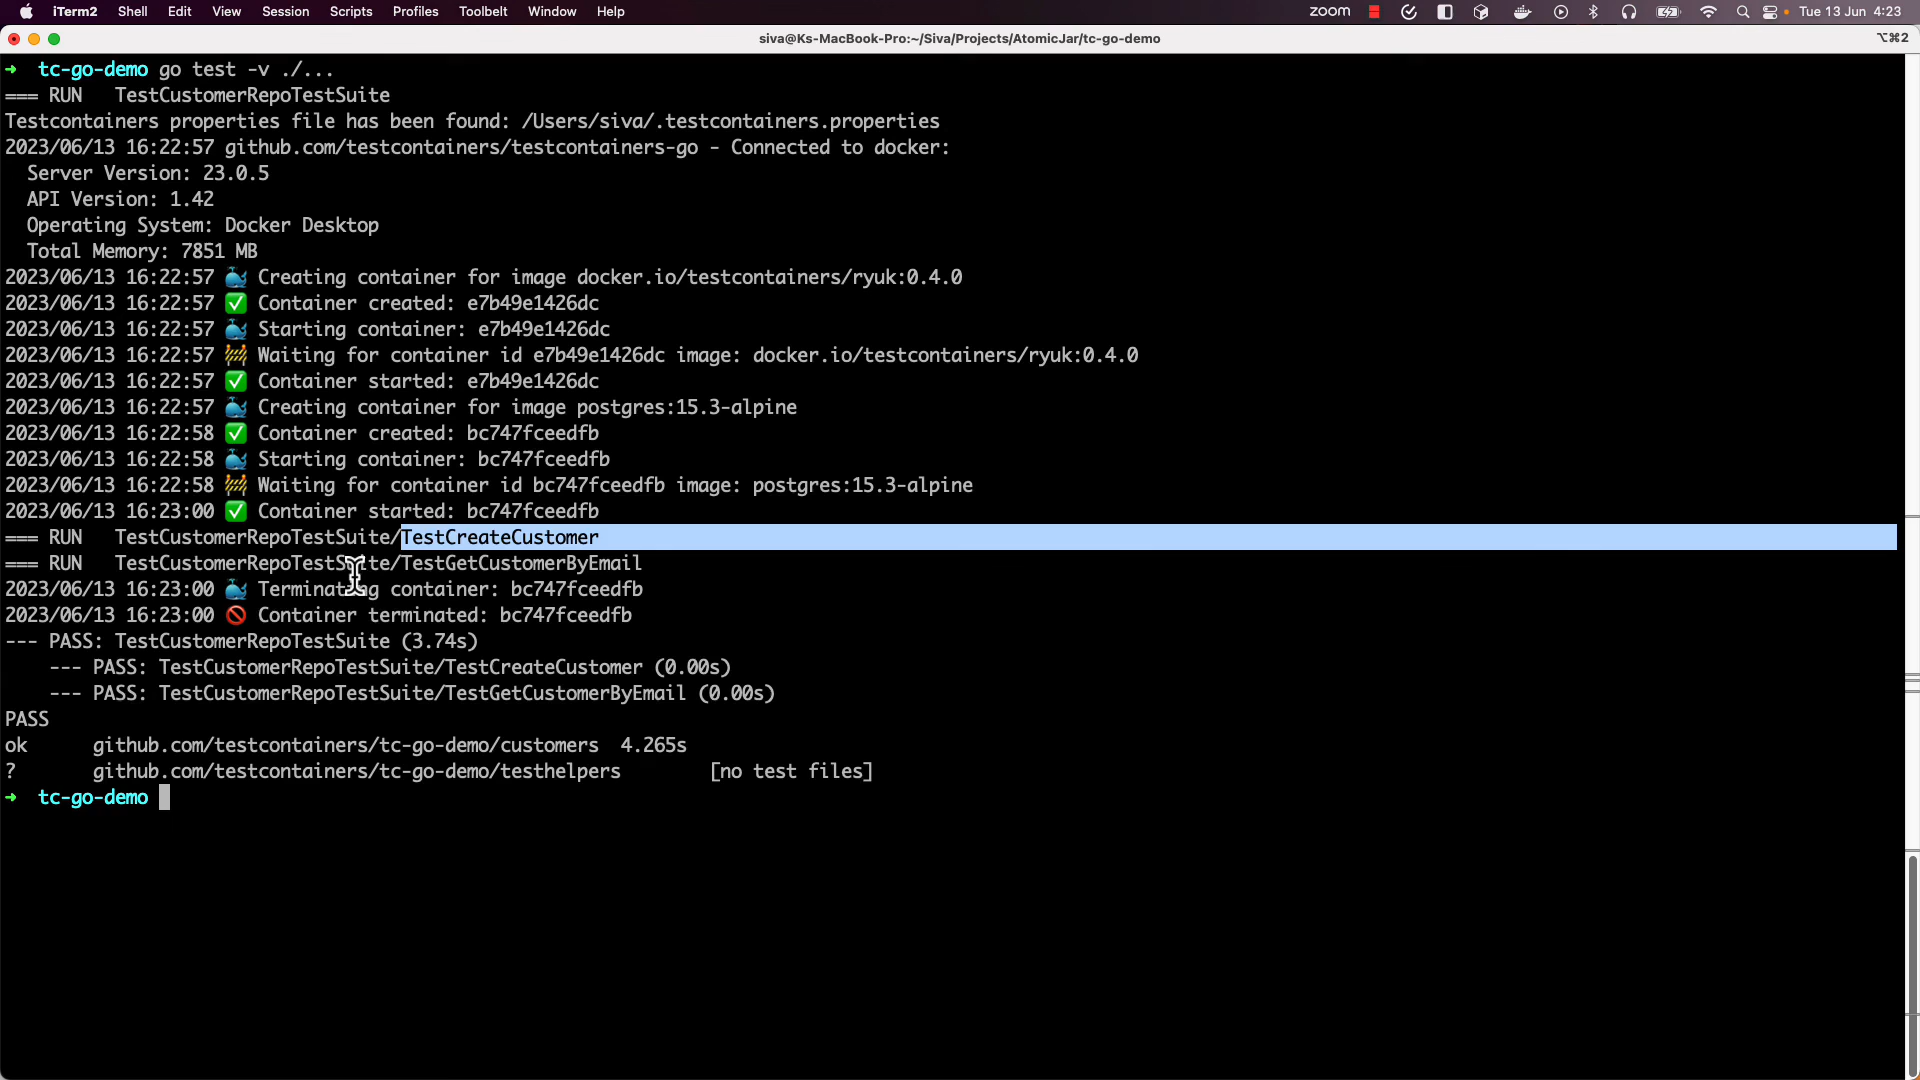 iTerm2 Shell Edit View Session Scripts Profiles Toolbelt Window Help zoom Tue 13 Jun 4:23
siva@Ks-MacBook-Pro:~/Siva/Projects/AtomicJar/tc-go-demo ⌥⌘2
➜ tc-go-demo go test -v ./...
=== RUN TestCustomerRepoTestSuite
Testcontainers properties file has been found: /Users/siva/.testcontainers.properties
2023/06/13 16:22:57 github.com/testcontainers/testcontainers-go - Connected to docker:
Server Version: 23.0.5
API Version: 1.42
Operating System: Docker Desktop
Total Memory: 7851 MB
2023/06/13 16:22:57 🐳 Creating container for image docker.io/testcontainers/ryuk:0.4.0
2023/06/13 16:22:57 ✅ Container created: e7b49e1426dc
2023/06/13 16:22:57 🐳 Starting container: e7b49e1426dc
2023/06/13 16:22:57 🚧 Waiting for container id e7b49e1426dc image: docker.io/testcontainers/ryuk:0.4.0
2023/06/13 16:22:57 ✅ Container started: e7b49e1426dc
2023/06/13 16:22:57 🐳 Creating container for image postgres:15.3-alpine
2023/06/13 16:22:58 ✅ Container created: bc747fceedfb
2023/06/13 16:22:58 🐳 Starting container: bc747fceedfb
2023/06/13 16:22:58 🚧 Waiting for container id bc747fceedfb image: postgres:15.3-alpine
2023/06/13 16:23:00 ✅ Container started: bc747fceedfb
=== RUN TestCustomerRepoTestSuite/TestCreateCustomer
=== RUN TestCustomerRepoTestSuite/TestGetCustomerByEmail
2023/06/13 16:23:00 🐳 Terminating container: bc747fceedfb
2023/06/13 16:23:00 🚫 Container terminated: bc747fceedfb
--- PASS: TestCustomerRepoTestSuite (3.74s)
--- PASS: TestCustomerRepoTestSuite/TestCreateCustomer (0.00s)
--- PASS: TestCustomerRepoTestSuite/TestGetCustomerByEmail (0.00s)
PASS
ok github.com/testcontainers/tc-go-demo/customers 4.265s
? github.com/testcontainers/tc-go-demo/testhelpers [no test files]
➜ tc-go-demo